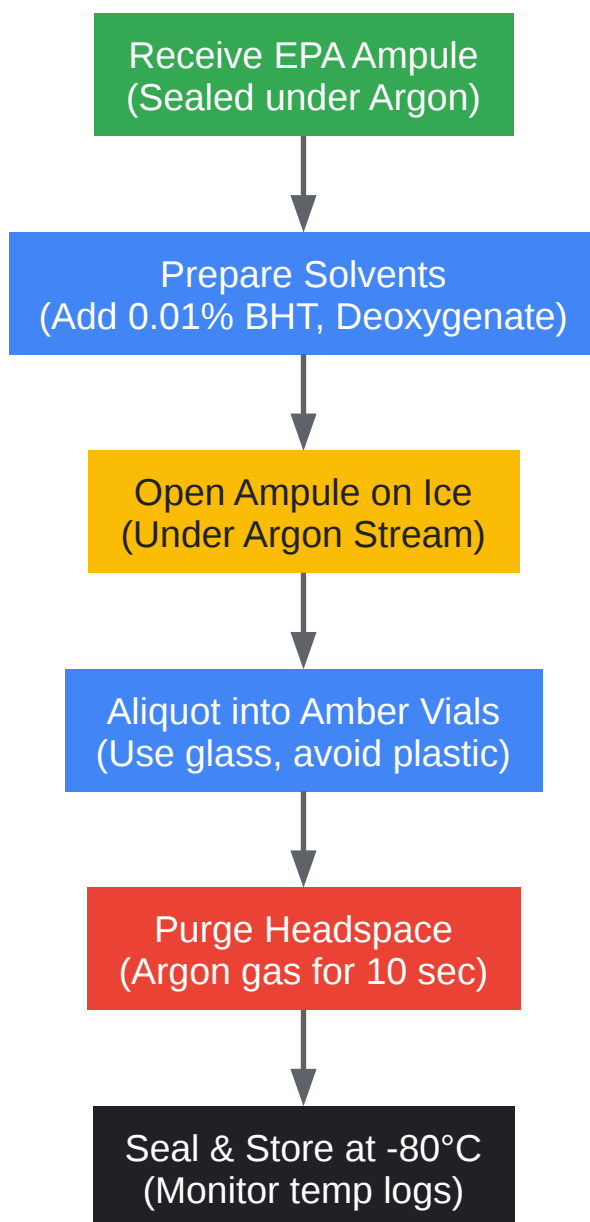 Receive EPA Ampule
(Sealed under Argon)
Prepare Solvents
(Add 0.01% BHT, Deoxygenate)
Open Ampule on Ice
(Under Argon Stream)
Aliquot into Amber Vials
(Use glass, avoid plastic)
Purge Headspace
(Argon gas for 10 sec)
Seal & Store at -80°C
(Monitor temp logs)